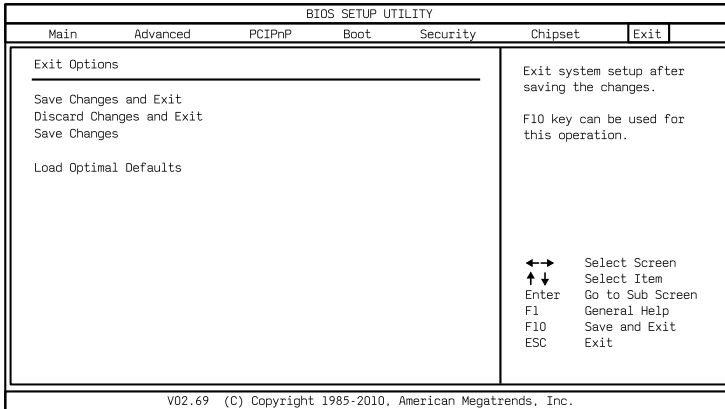 BIOS SETUP UTILITY
Main Advanced PCIPnP Boot Security Chipset Exit
Exit Options
Save Changes and Exit
Discard Changes and Exit
Save Changes
Load Optimal Defaults
Exit system setup after
saving the changes.
F10 key can be used for
this operation.
←→ Select Screen
↑↓ Select Item
Enter Go to Sub Screen
F1 General Help
F10 Save and Exit
ESC Exit
V02.69 (C) Copyright 1985-2010, American Megatrends, Inc.